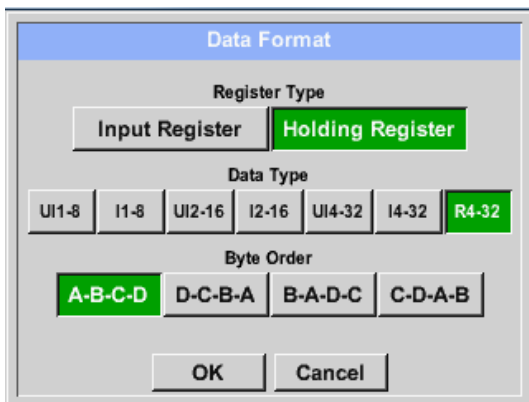 Data Format
Register Type
Input Register Holding Register
Data Type
UI1-8 I1-8 UI2-16 I2-16 UI4-32 I4-32 R4-32
Byte Order
A-B-C-D D-C-B-A B-A-D-C C-D-A-B
OK Cancel